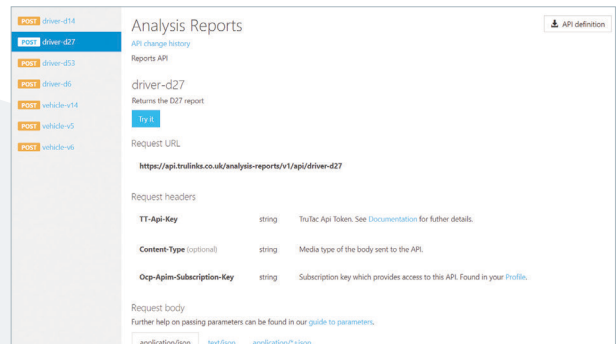 POST driver-d14
POST driver-d27
POST driver-d53
POST driver-d6
POST vehicle-v14
POST vehicle-v5
POST vehicle-v6
Analysis Reports
API definition
API change history
Reports API
driver-d27
Returns the D27 report
Try it
Request URL
https://api.trulinks.co.uk/analysis-reports/v1/api/driver-d27
Request headers
TT-Api-Key string TruTac Api Token. See Documentation for futher details.
Content-Type (optional) string Media type of the body sent to the API.
Ocp-Apim-Subscription-Key string Subscription key which provides access to this API. Found in your Profile.
Request body
Further help on passing parameters can be found in our guide to parameters.
application/json text/json application/*+json